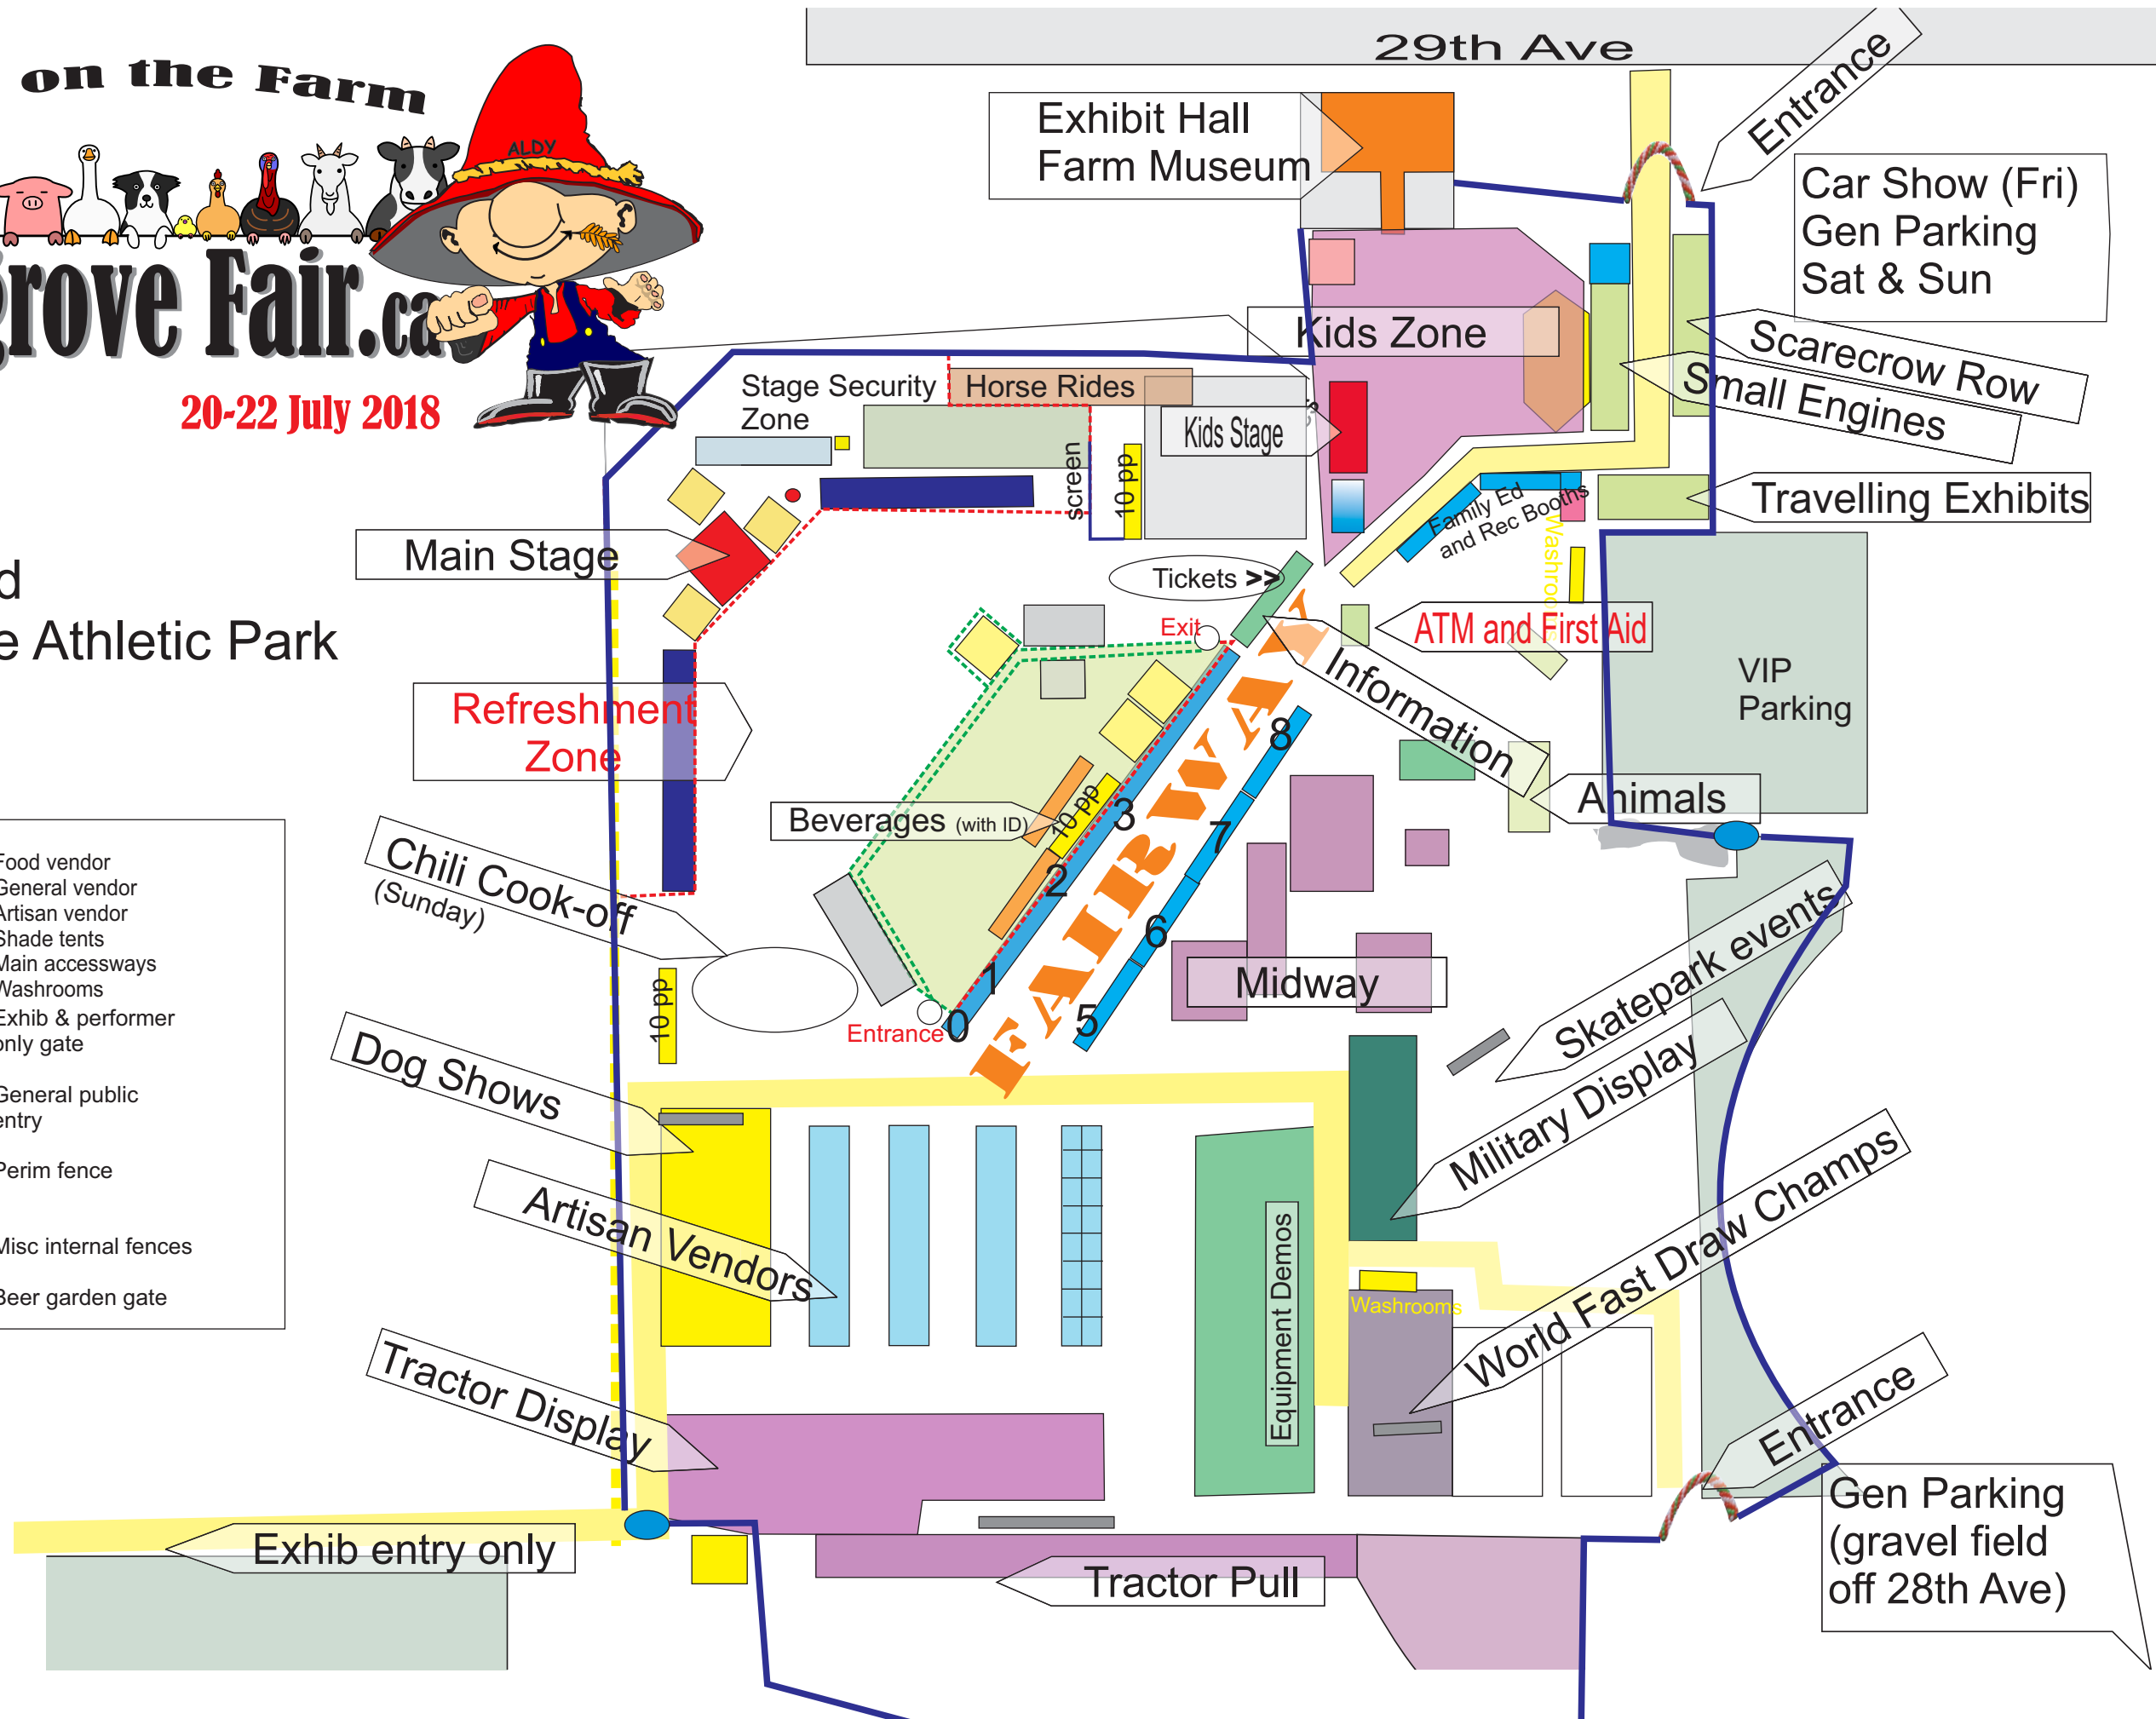 29th Ave
on the Farm
ALDY
grove Fair.ca
20-22 July 2018
Entrance
Exhibit Hall
Farm Museum
Car Show (Fri)
Gen Parking
Sat & Sun
Kids Zone
Scarecrow Row
Small Engines
Stage Security
Zone
Horse Rides
Kids Stage
screen
10 pp
Travelling Exhibits
Family Ed
and Rec Booths
Washrooms
Main Stage
Tickets >>
d
e Athletic Park
Exit
ATM and First Aid
VIP
Parking
Information
Refreshment
Zone
FAIRWAY
8
Animals
Beverages (with ID)
10 pp
3
7
2
6
1
5
0
Chili Cook-off
(Sunday)
Food vendor
General vendor
Artisan vendor
Shade tents
Main accessways
Washrooms
Exhib & performer
only gate
General public
entry
Perim fence
Misc internal fences
Beer garden gate
Midway
10 pp
Entrance
Skatepark events
Dog Shows
Military Display
Artisan Vendors
Equipment Demos
Washrooms
World Fast Draw Champs
Tractor Display
Entrance
Exhib entry only
Tractor Pull
Gen Parking
(gravel field
off 28th Ave)